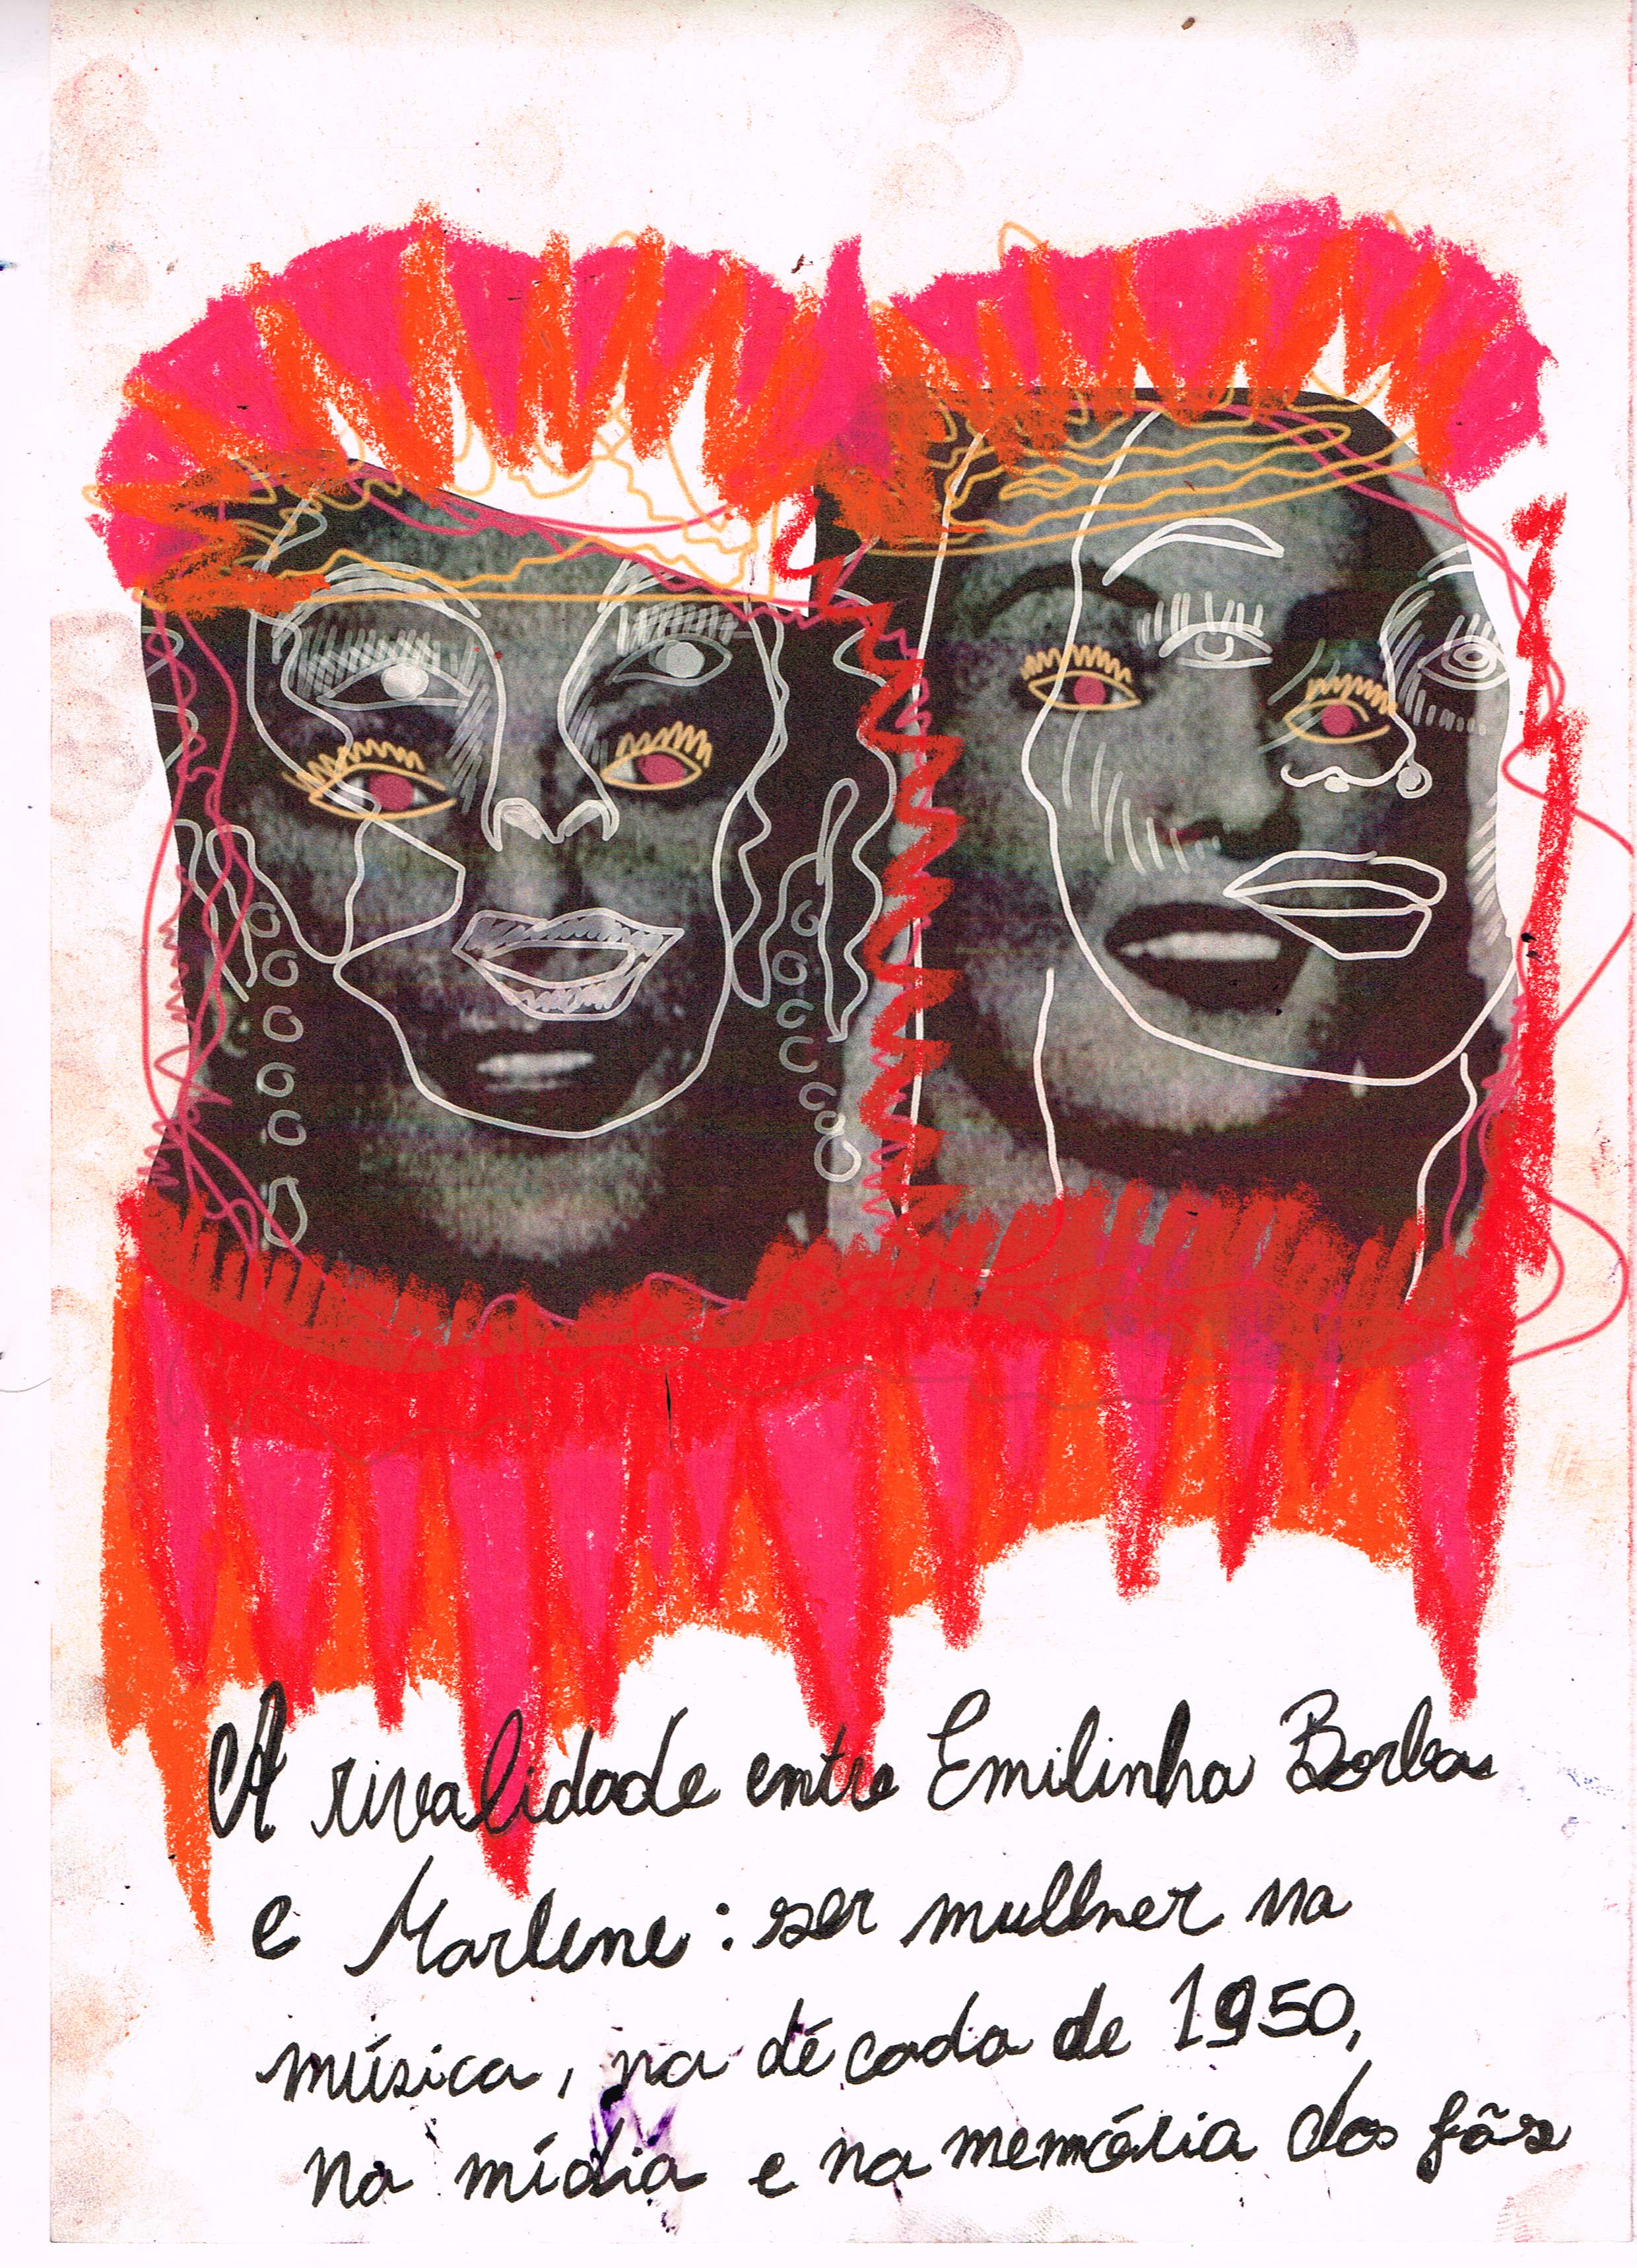 A rivalidade entre Emilinha Borba
e Marlene: ser mulher na
música, na década de 1950,
na mídia e na memória dos fãs